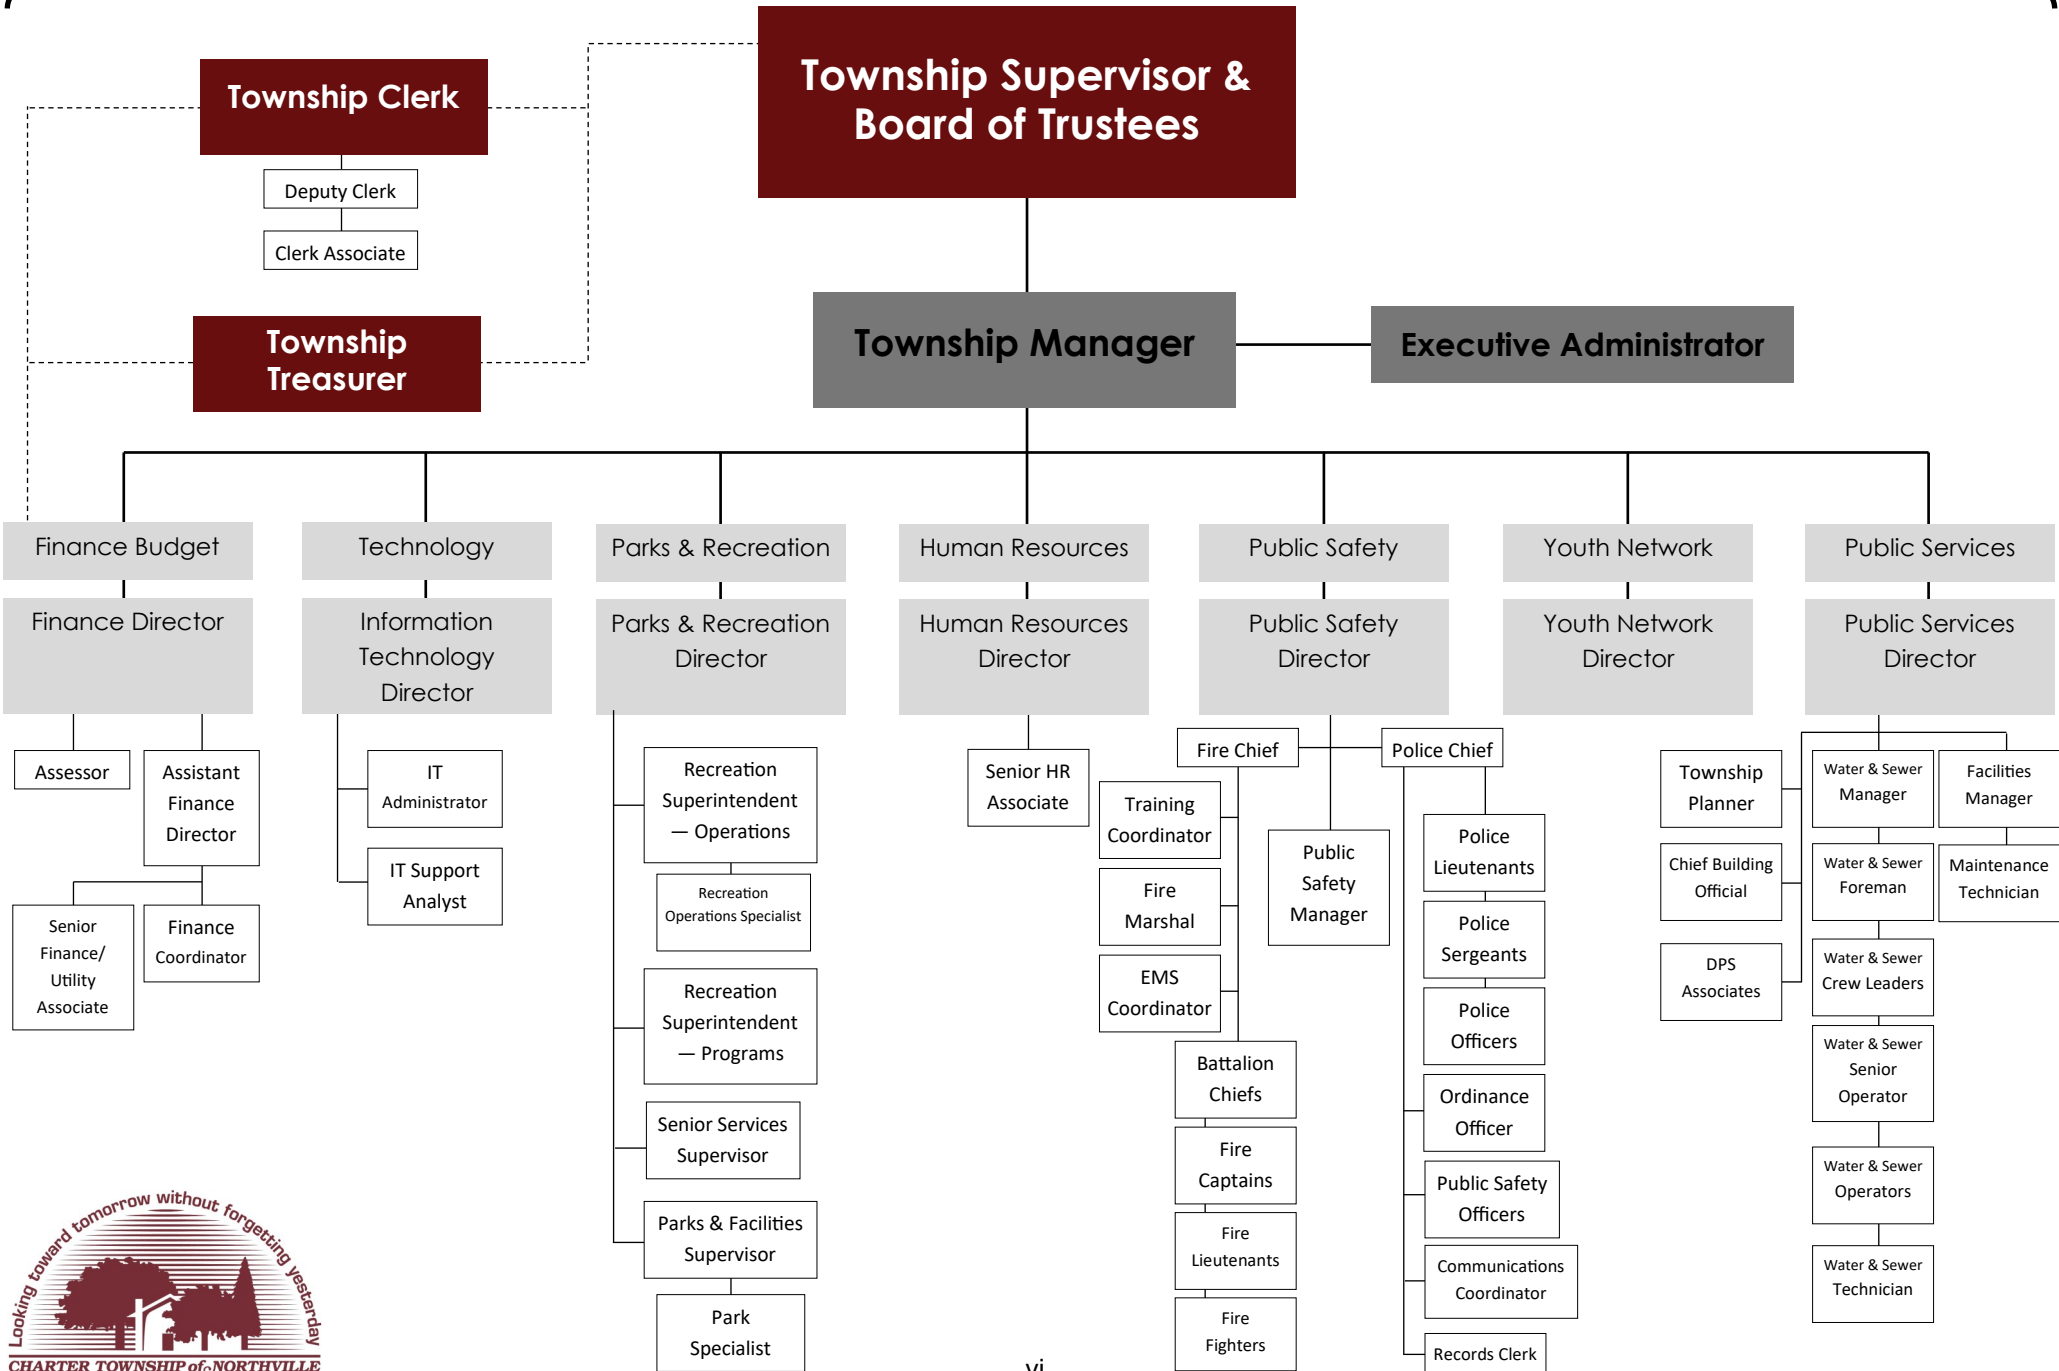 Township Supervisor &
Board of Trustees
Township Clerk
Deputy Clerk
Clerk Associate
Township
Treasurer
Township Manager
Executive Administrator
Finance Budget
Technology
Parks & Recreation
Human Resources
Public Safety
Youth Network
Public Services
Finance Director
Information
Technology
Director
Parks & Recreation
Director
Human Resources
Director
Public Safety
Director
Youth Network
Director
Public Services
Director
Assessor
Assistant
Finance
Director
Senior
Finance/
Utility
Associate
Finance
Coordinator
IT
Administrator
IT Support
Analyst
Recreation
Superintendent
— Operations
Recreation
Operations Specialist
Recreation
Superintendent
— Programs
Senior Services
Supervisor
Parks & Facilities
Supervisor
Park
Specialist
Senior HR
Associate
Fire Chief
Training
Coordinator
Fire
Marshal
EMS
Coordinator
Battalion
Chiefs
Fire
Captains
Fire
Lieutenants
Fire
Fighters
Public
Safety
Manager
Police Chief
Police
Lieutenants
Police
Sergeants
Police
Officers
Ordinance
Officer
Public Safety
Officers
Communications
Coordinator
Records Clerk
Township
Planner
Chief Building
Official
DPS
Associates
Water & Sewer
Manager
Water & Sewer
Foreman
Water & Sewer
Crew Leaders
Water & Sewer
Senior
Operator
Water & Sewer
Operators
Water & Sewer
Technician
Facilities
Manager
Maintenance
Technician
Looking toward tomorrow without forgetting yesterday
CHARTER TOWNSHIP of NORTHVILLE
vi